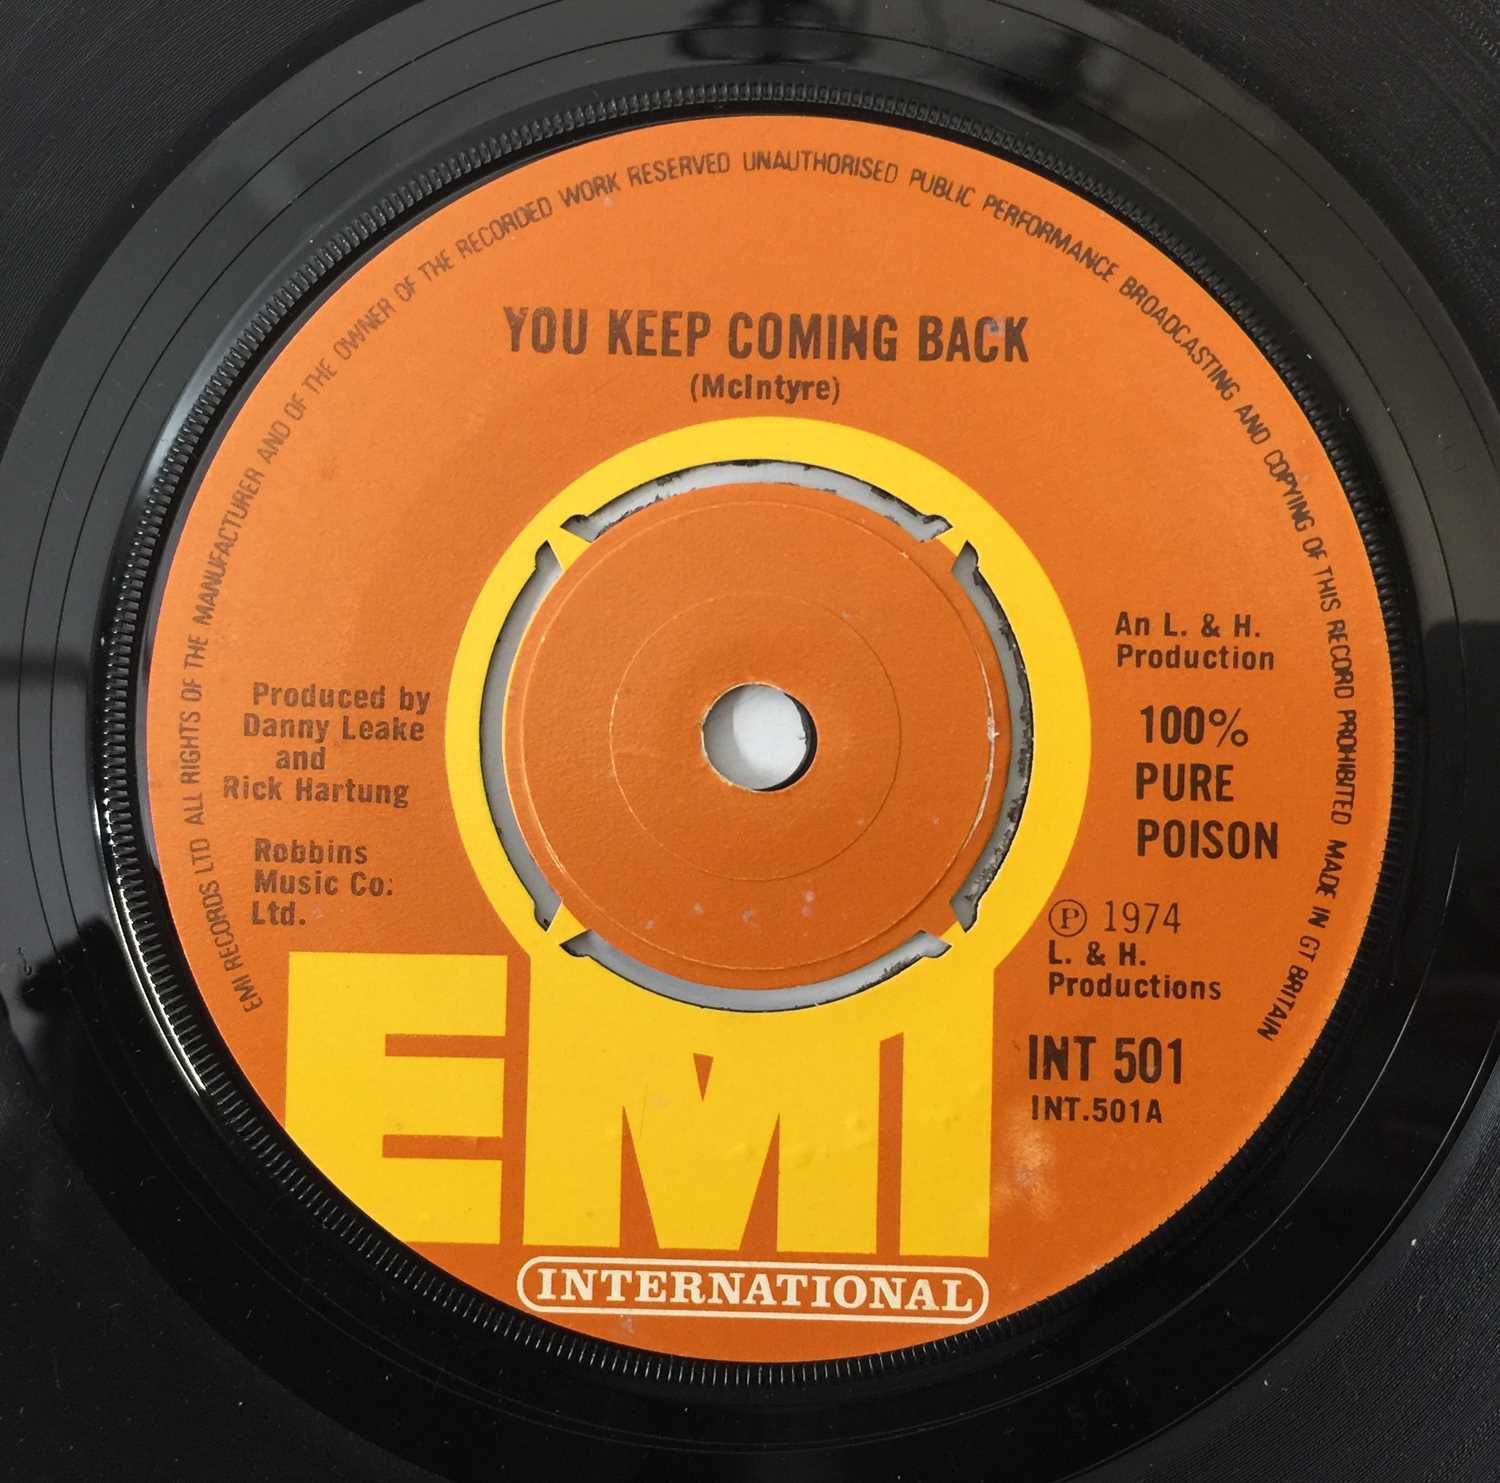 EMI RECORDS LTD ALL RIGHTS OF THE MANUFACTURER AND OF THE OWNER OF THE RECORDED WORK RESERVED UNAUTHORISED PUBLIC PERFORMANCE BROADCASTING AND COPYING OF THIS RECORD PROHIBITED MADE IN GT BRITAIN
YOU KEEP COMING BACK
(McIntyre)
An L. & H.
Production
Produced by
Danny Leake
and
Rick Hartung
100%
PURE
POISON
Robbins
Music Co.
Ltd.
Ⓟ 1974
L. & H.
Productions
INT 501
INT.501A
EMI
INTERNATIONAL